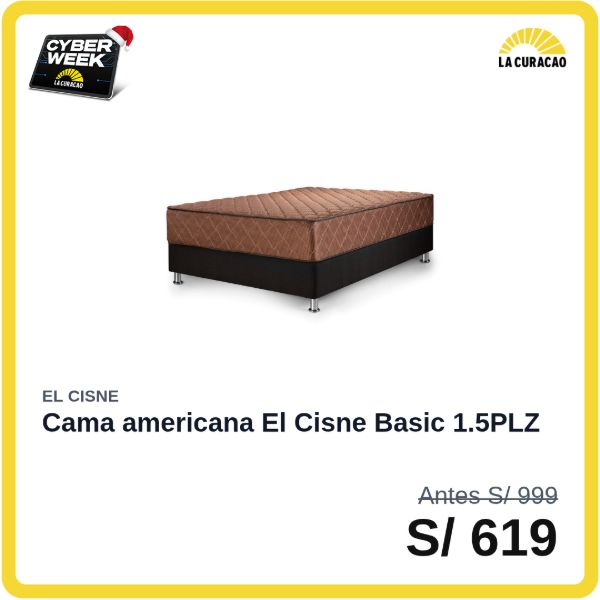 CYBER
WEEK
LA CURACAO
LA CURACAO
EL CISNE
Cama americana El Cisne Basic 1.5PLZ
Antes S/ 999
S/ 619